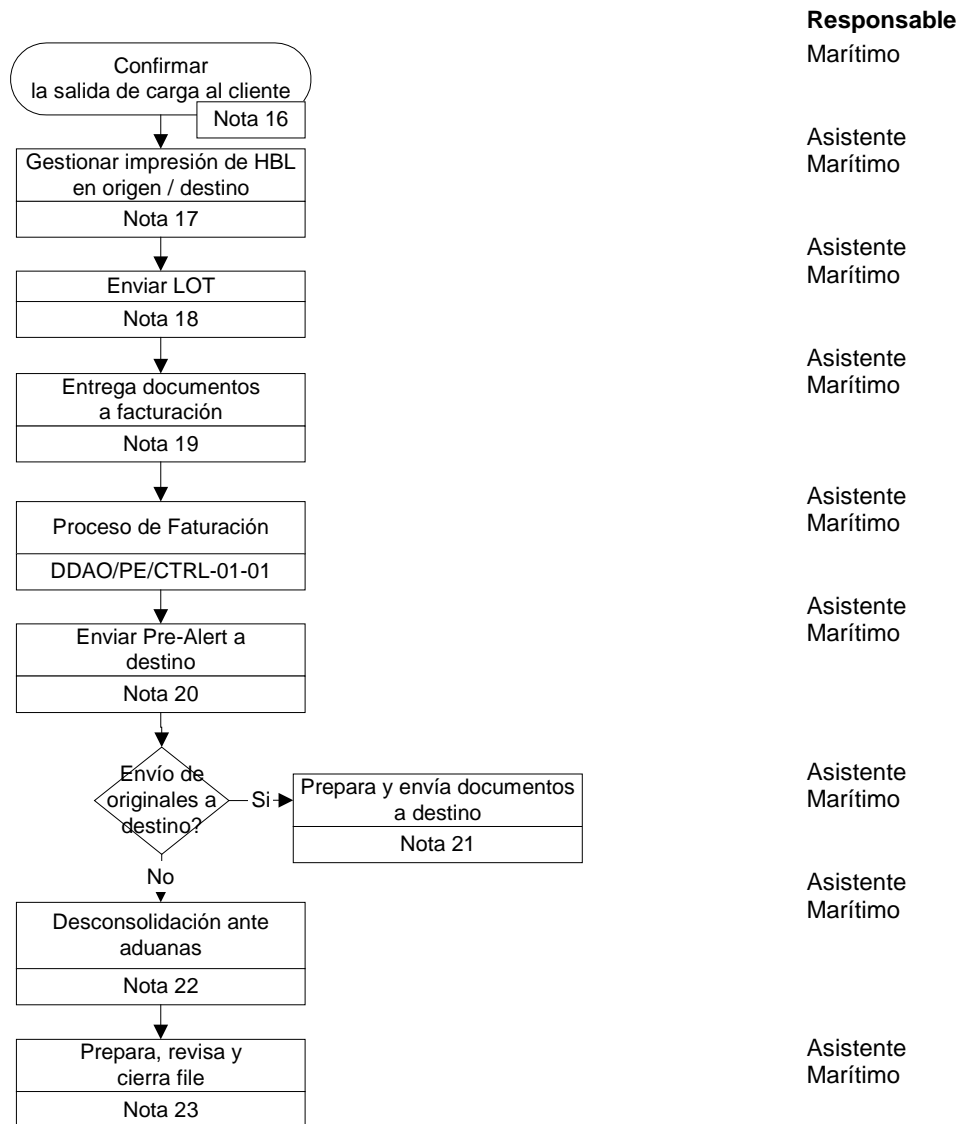 Responsable
Marítimo
Confirmar
la salida de carga al cliente
Nota 16
Asistente
Marítimo
Gestionar impresión de HBL
en origen / destino
Nota 17
Asistente
Marítimo
Enviar LOT
Nota 18
Asistente
Marítimo
Entrega documentos
a facturación
Nota 19
Asistente
Marítimo
Proceso de Faturación
DDAO/PE/CTRL-01-01
Asistente
Marítimo
Enviar Pre-Alert a
destino
Nota 20
Asistente
Marítimo
Envío de
originales a
destino?
Si
Prepara y envía documentos
a destino
Nota 21
No
Asistente
Marítimo
Desconsolidación ante
aduanas
Nota 22
Asistente
Marítimo
Prepara, revisa y
cierra file
Nota 23